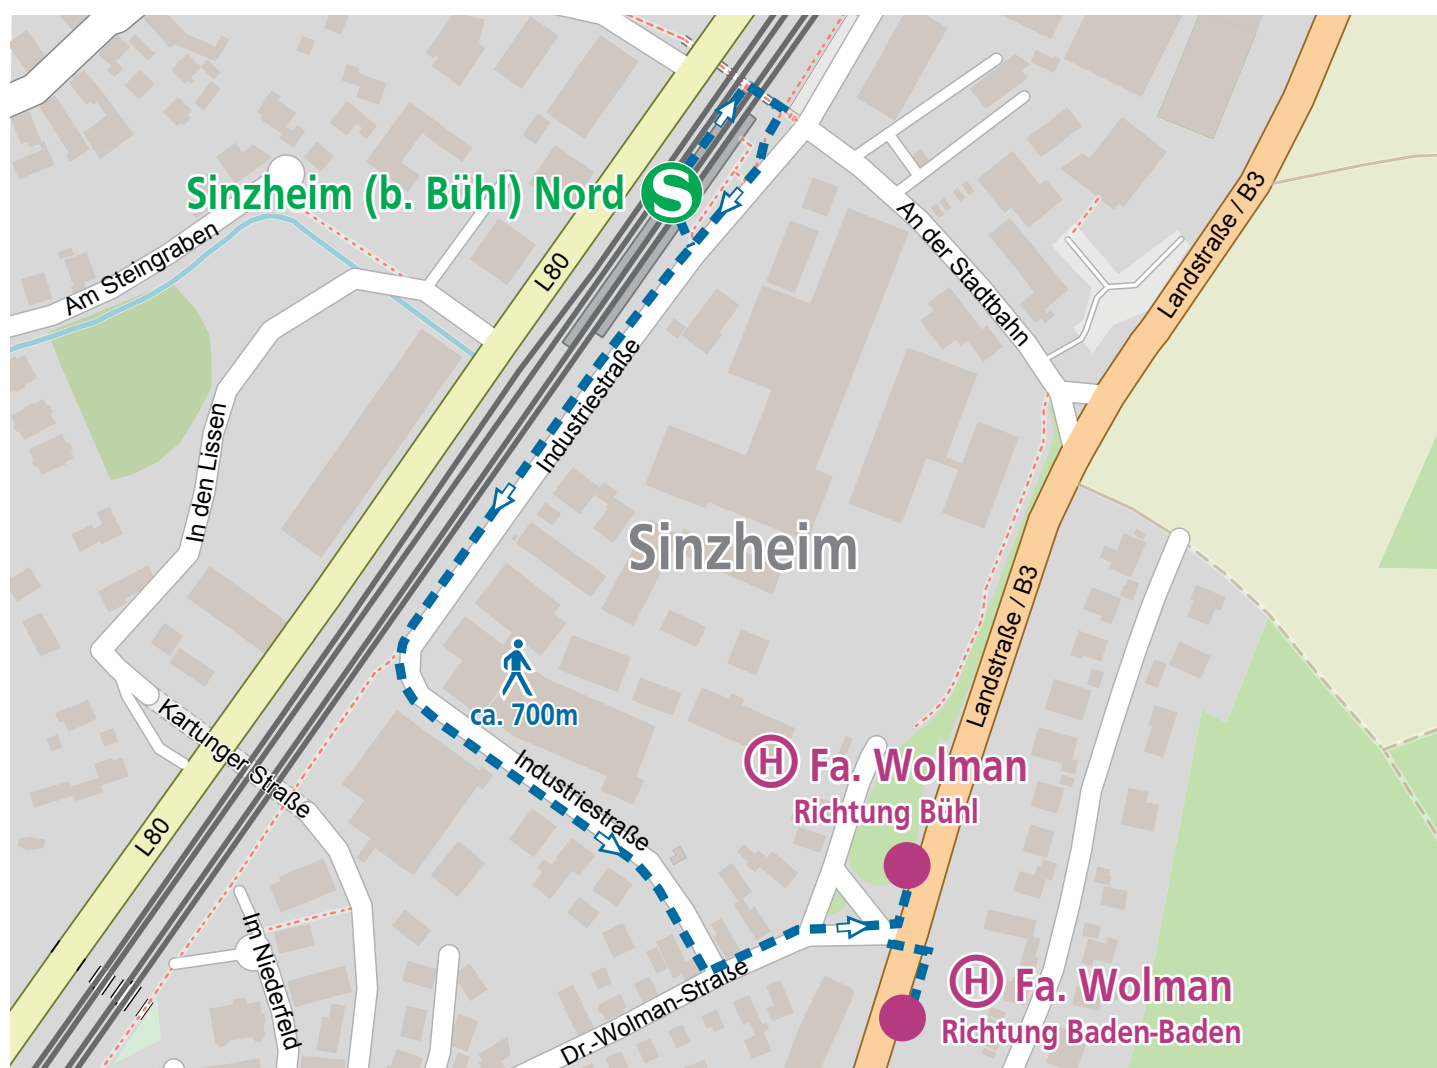 S
Sinzheim (b. Bühl) Nord
L80
Am Steingraben
An der Stadtbahn
Landstraße / B3
Industriestraße
In den Lissen
Sinzheim
Landstraße / B3
ca. 700m
Kartunger Straße
Industriestraße
H Fa. Wolman
Richtung Bühl
L80
Im Niederfeld
H Fa. Wolman
Richtung Baden-Baden
Dr.-Wolman-Straße